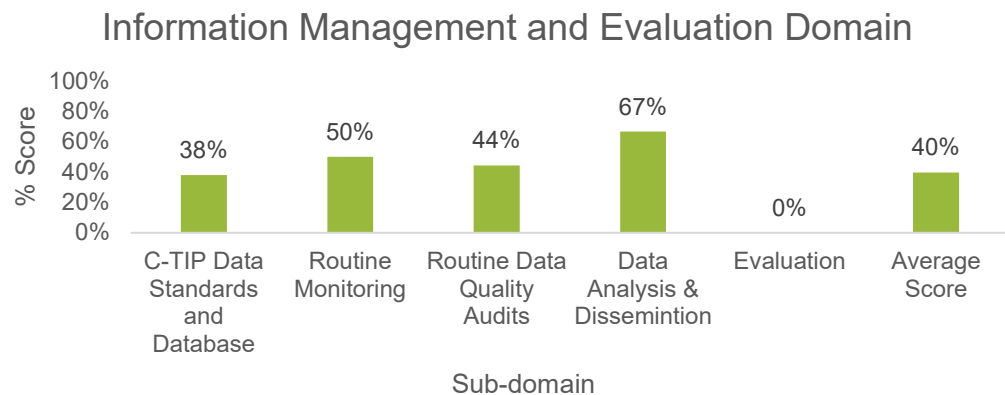 Information Management and Evaluation Domain
% Score
100%
80%
60%
40%
20%
0%
38%
50%
44%
67%
0%
40%
C-TIP Data
Standards
and
Database
Routine
Monitoring
Routine Data
Quality
Audits
Data
Analysis &
Dissemintion
Evaluation
Average
Score
Sub-domain